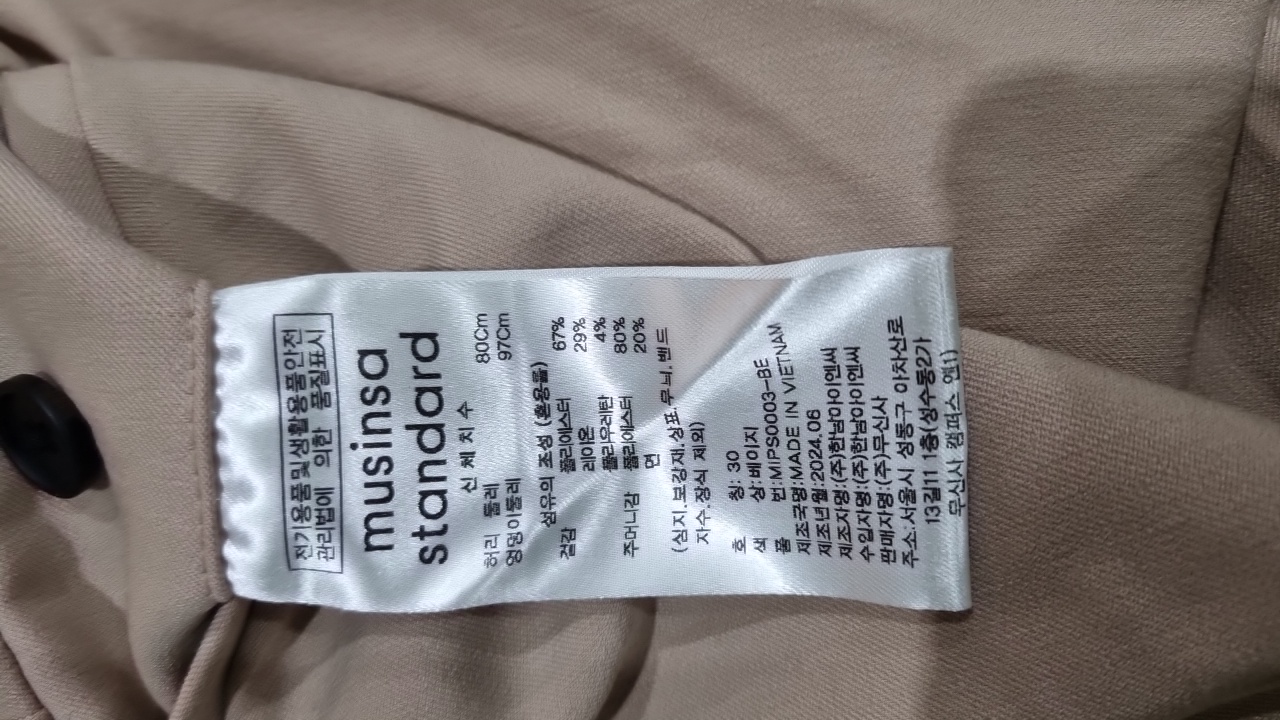 전기용품및생활용품안전
관리법에 의한 품질표시
musinsa
standard
신 체 치 수
허리 둘레 80Cm
엉덩이둘레 97Cm
섬유의 조성 (혼용률)
겉감 폴리에스터 67%
레이온 29%
폴리우레탄 4%
주머니감 폴리에스터 80%
면 20%
(심지.보강재.상표.무늬.밴드
자수.장식 제외)
호 칭: 30
색 상:베이지
품 번:MIPS0003-BE
제조국명:MADE IN VIETNAM
제조년월:2024.06
제조자명:(주)한남아이엔씨
수입자명:(주)한남아이엔씨
판매자명:(주)무신사
주소.서울시 성동구 아차산로
13길11 1층(성수동2가
무신사 캠퍼스 엔1)